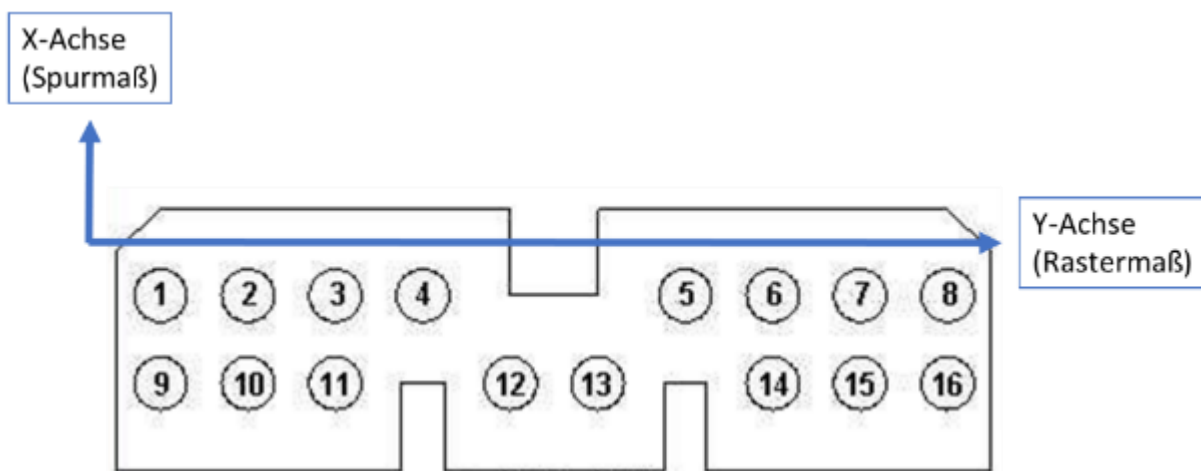 X-Achse
(Spurmaß)
Y-Achse
(Rastermaß)
1 2 3 4 5 6 7 8
9 10 11 12 13 14 15 16